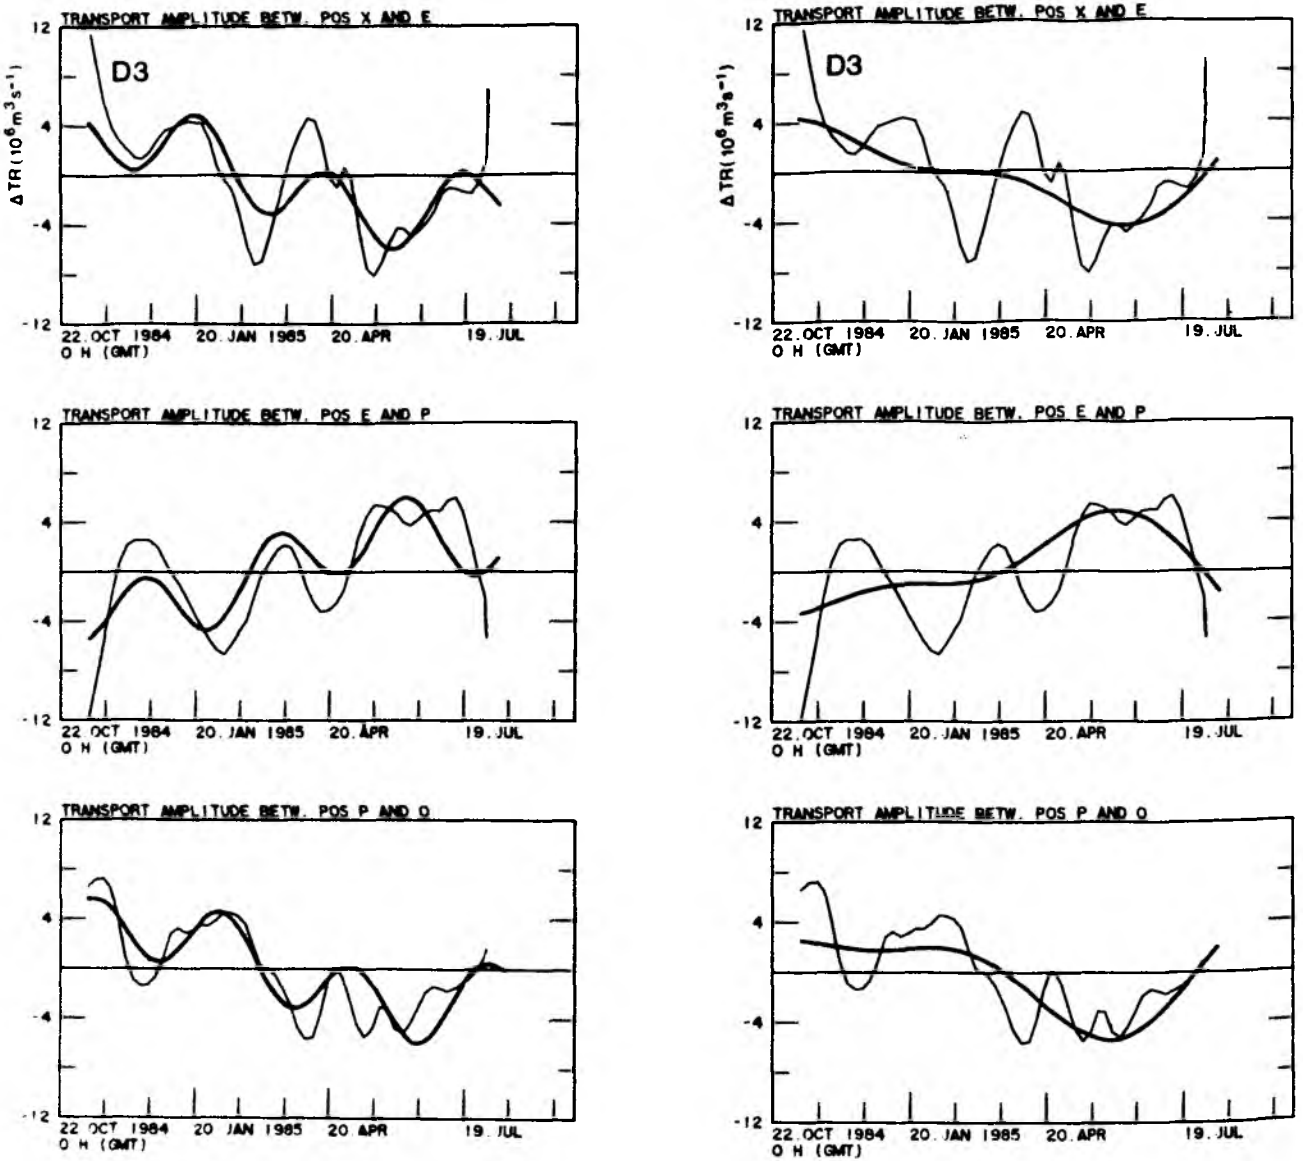 TRANSPORT AMPLITUDE BETW. POS X AND E
12
D3
4
-4
-12
ΔTR(10⁶m³s⁻¹)
22.OCT 1984 20.JAN 1985 20.APR 19.JUL
0 H (GMT)
TRANSPORT AMPLITUDE BETW. POS X AND E
12
D3
4
-4
-12
ΔTR(10⁶m³s⁻¹)
22.OCT 1984 20.JAN 1985 20.APR 19.JUL
0 H (GMT)
TRANSPORT AMPLITUDE BETW. POS E AND P
12
4
-4
-12
22.OCT 1984 20.JAN 1985 20.APR 19.JUL
0 H (GMT)
TRANSPORT AMPLITUDE BETW. POS E AND P
12
4
-4
-12
22.OCT 1984 20.JAN 1985 20.APR 19.JUL
0 H (GMT)
TRANSPORT AMPLITUDE BETW. POS P AND O
12
4
-4
-12
22.OCT 1984 20 JAN 1985 20 APR 19.JUL
0 H (GMT)
TRANSPORT AMPLITUDE BETW. POS P AND O
12
4
-4
-12
22.OCT 1984 20.JAN 1985 20.APR 19.JUL
0 H (GMT)